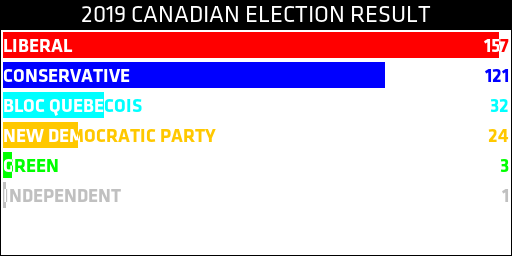 2019 CANADIAN ELECTION RESULT
LIBERAL 157
CONSERVATIVE 121
BLOC QUEBECOIS 32
NEW DEMOCRATIC PARTY 24
GREEN 3
INDEPENDENT 1